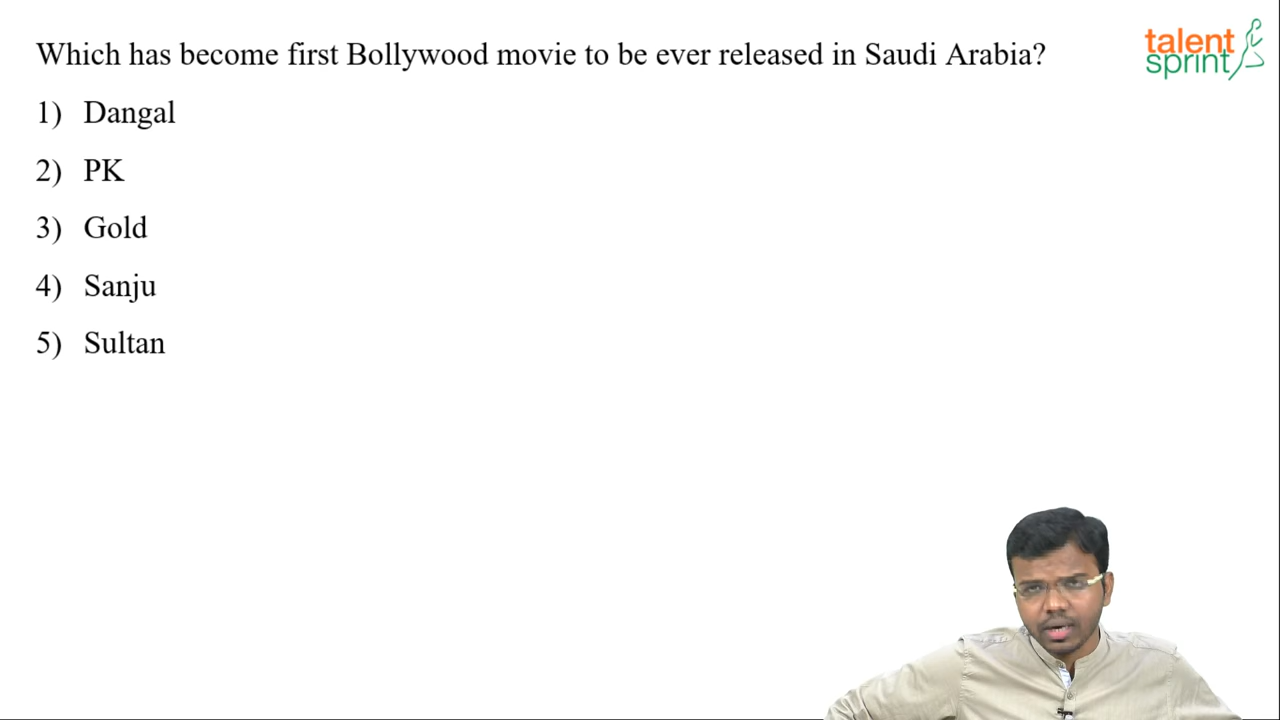 Which has become first Bollywood movie to be ever released in Saudi Arabia?
talent
sprint
1) Dangal
2) PK
3) Gold
4) Sanju
5) Sultan